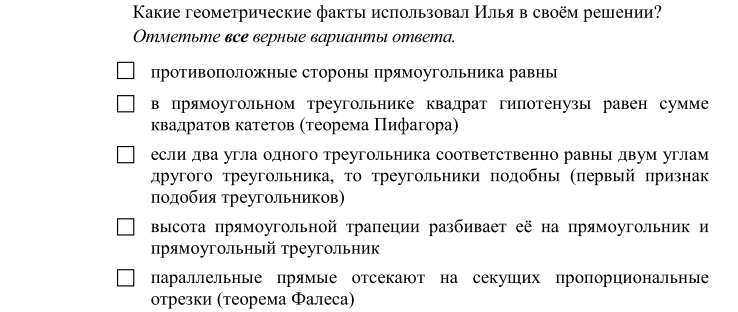 Какие геометрические факты использовал Илья в своём решении?
Отметьте все верные варианты ответа.
противоположные стороны прямоугольника равны
в прямоугольном треугольнике квадрат гипотенузы равен сумме
квадратов катетов (теорема Пифагора)
если два угла одного треугольника соответственно равны двум углам
другого треугольника, то треугольники подобны (первый признак
подобия треугольников)
высота прямоугольной трапеции разбивает её на прямоугольник и
прямоугольный треугольник
параллельные прямые отсекают на секущих пропорциональные
отрезки (теорема Фалеса)